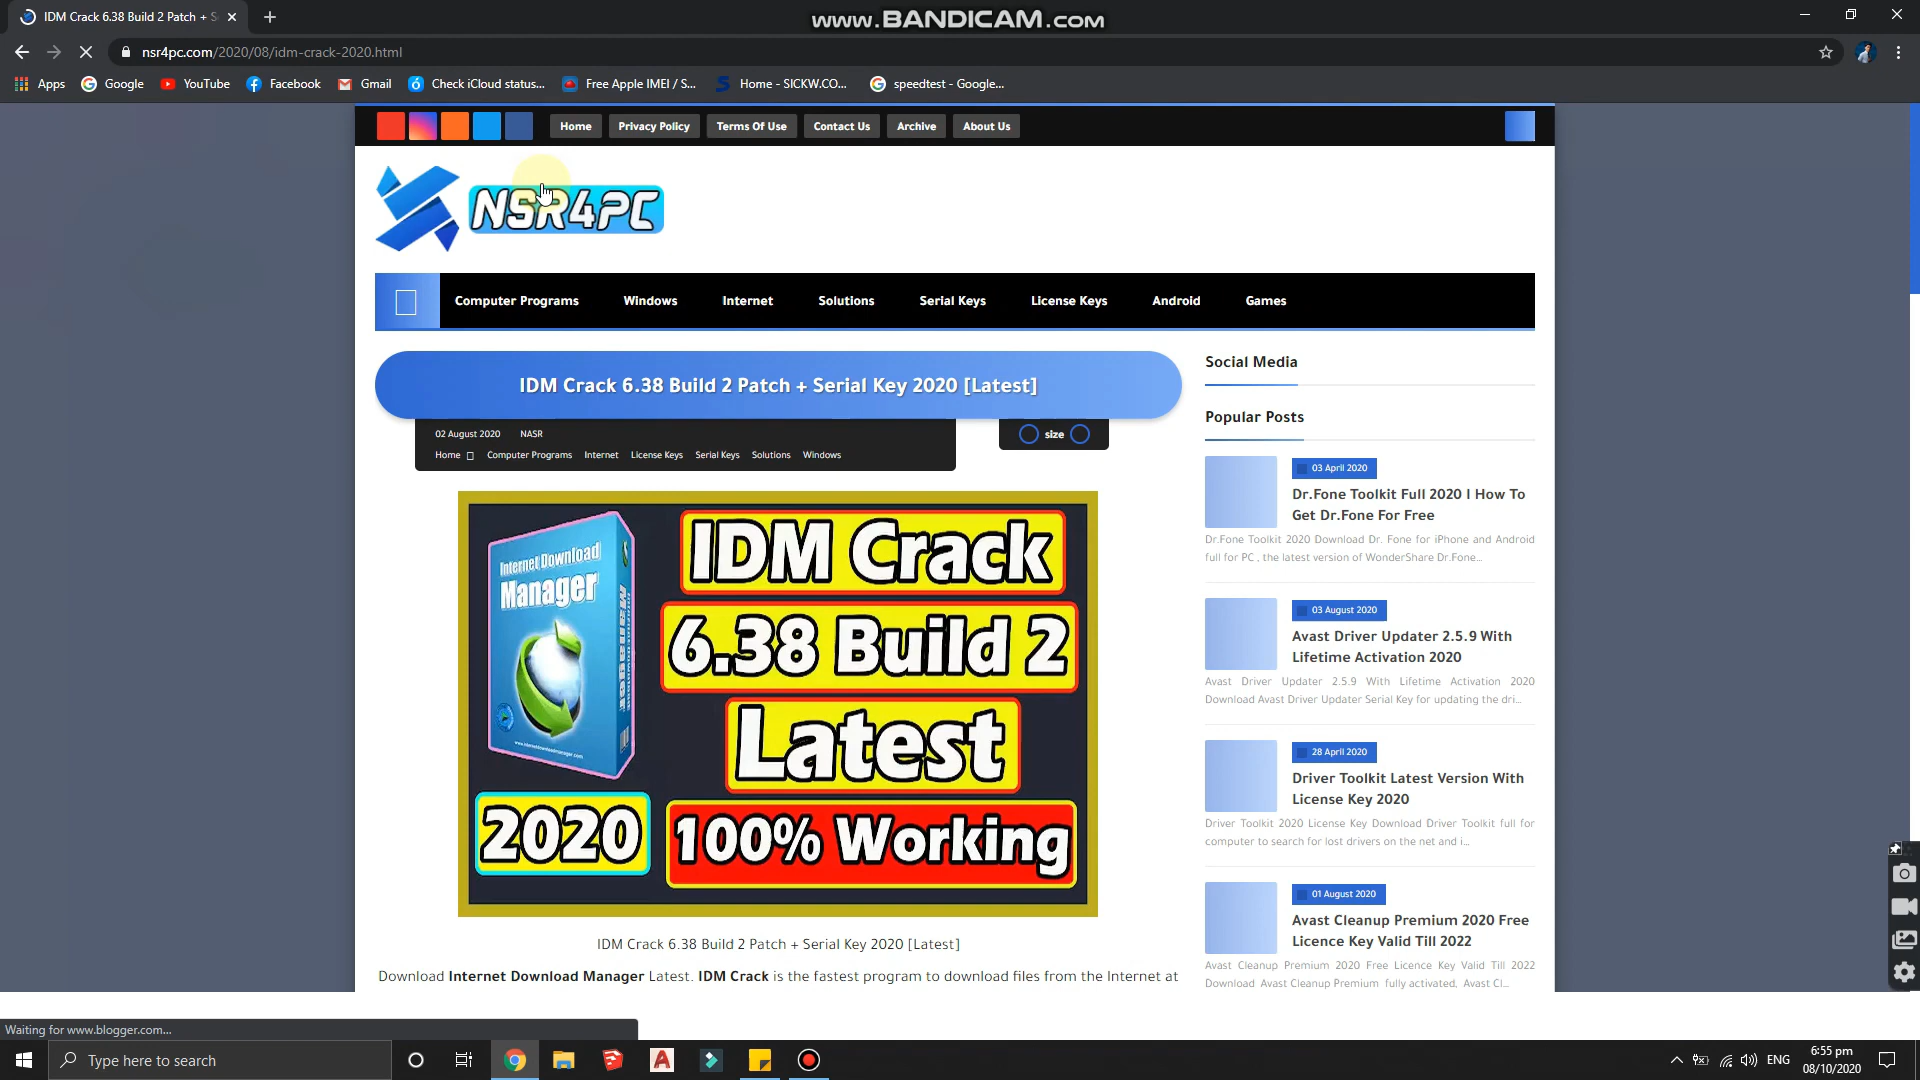 IDM Crack 6.38 Build 2 Patch + S
www.BANDICAM.com
nsr4pc.com/2020/08/idm-crack-2020.html
Apps
Google
YouTube
Facebook
Gmail
Check iCloud status...
Free Apple IMEI / S...
Home - SICKW.CO...
speedtest - Google...
Home
Privacy Policy
Terms Of Use
Contact Us
Archive
About Us
NSR4PC
Computer Programs
Windows
Internet
Solutions
Serial Keys
License Keys
Android
Games
IDM Crack 6.38 Build 2 Patch + Serial Key 2020 [Latest]
02 August 2020
NASR
size
Home
Computer Programs
Internet
License Keys
Serial Keys
Solutions
Windows
Internet Download
Manager
Internet Download Manager
www.internetdownloadmanager.com
IDM Crack
6.38 Build 2
Latest
2020
100% Working
IDM Crack 6.38 Build 2 Patch + Serial Key 2020 [Latest]
Download Internet Download Manager Latest. IDM Crack is the fastest program to download files from the Internet at
Social Media
Popular Posts
03 April 2020
Dr.Fone Toolkit Full 2020 l How To
Get Dr.Fone For Free
Dr.Fone Toolkit 2020 Download Dr. Fone for iPhone and Android
full for PC , the latest version of WonderShare Dr.Fone...
03 August 2020
Avast Driver Updater 2.5.9 With
Lifetime Activation 2020
Avast Driver Updater 2.5.9 With Lifetime Activation 2020
Download Avast Driver Updater Serial Key for updating the dri...
28 April 2020
Driver Toolkit Latest Version With
License Key 2020
Driver Toolkit 2020 License Key Download Driver Toolkit full for
computer to search for lost drivers on the net and i...
01 August 2020
Avast Cleanup Premium 2020 Free
Licence Key Valid Till 2022
Avast Cleanup Premium 2020 Free Licence Key Valid Till 2022
Download Avast Cleanup Premium fully activated, Avast Cl...
Waiting for www.blogger.com...
Type here to search
ENG
6:55 pm
08/10/2020